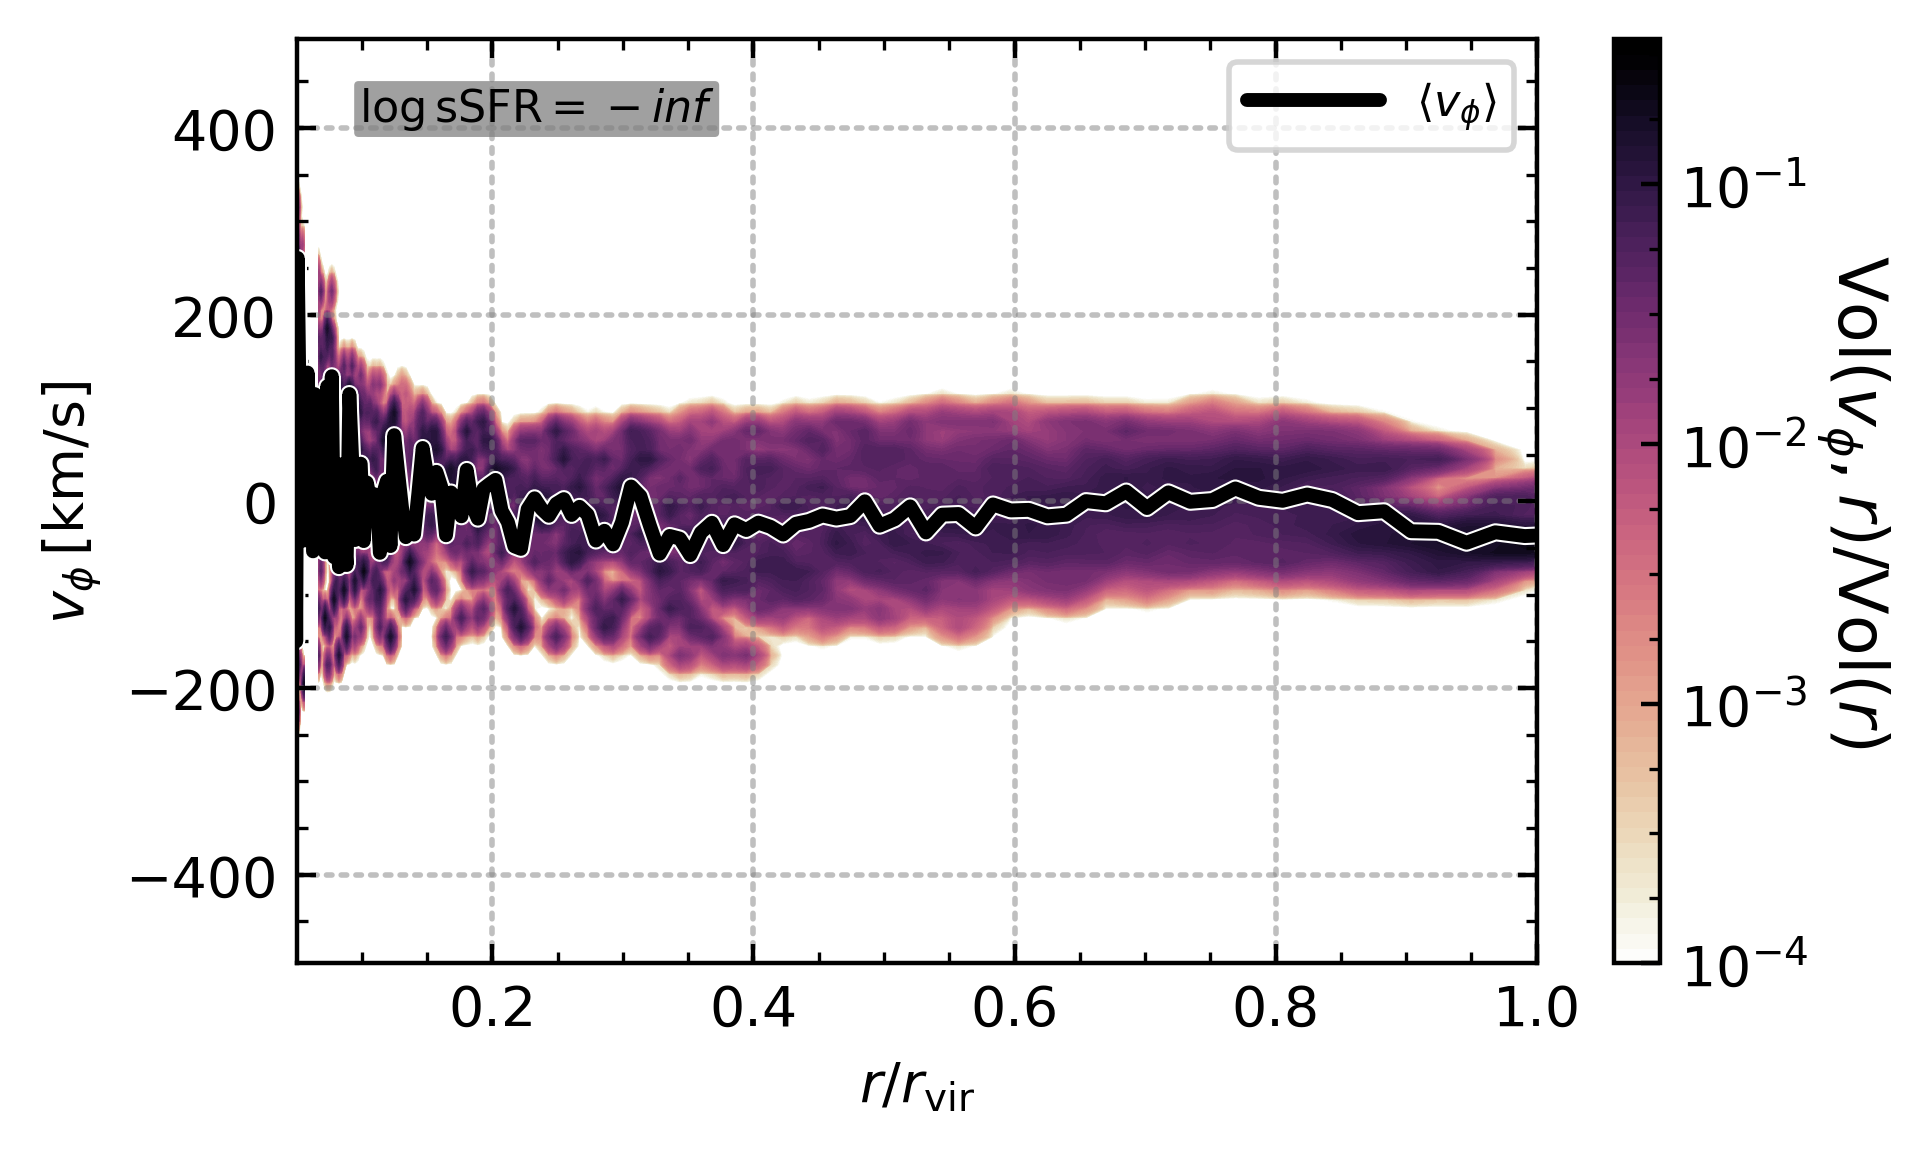 log sSFR = −inf
⟨v_ϕ⟩
400
200
0
−200
−400
v_ϕ [km/s]
0.2 0.4 0.6 0.8 1.0
r/r_vir
10^{−1}
10^{−2}
10^{−3}
10^{−4}
Vol(v_ϕ, r)/Vol(r)